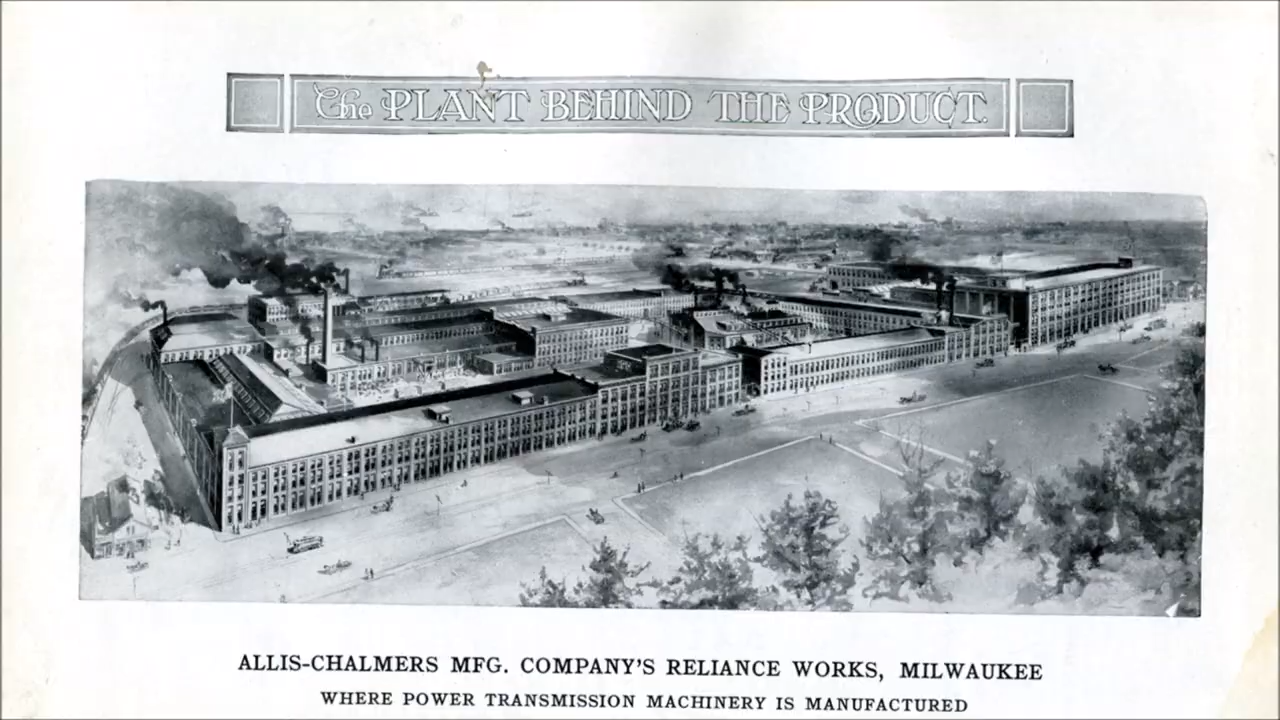 The PLANT BEHIND THE PRODUCT.
ALLIS-CHALMERS MFG. COMPANY'S RELIANCE WORKS, MILWAUKEE
WHERE POWER TRANSMISSION MACHINERY IS MANUFACTURED